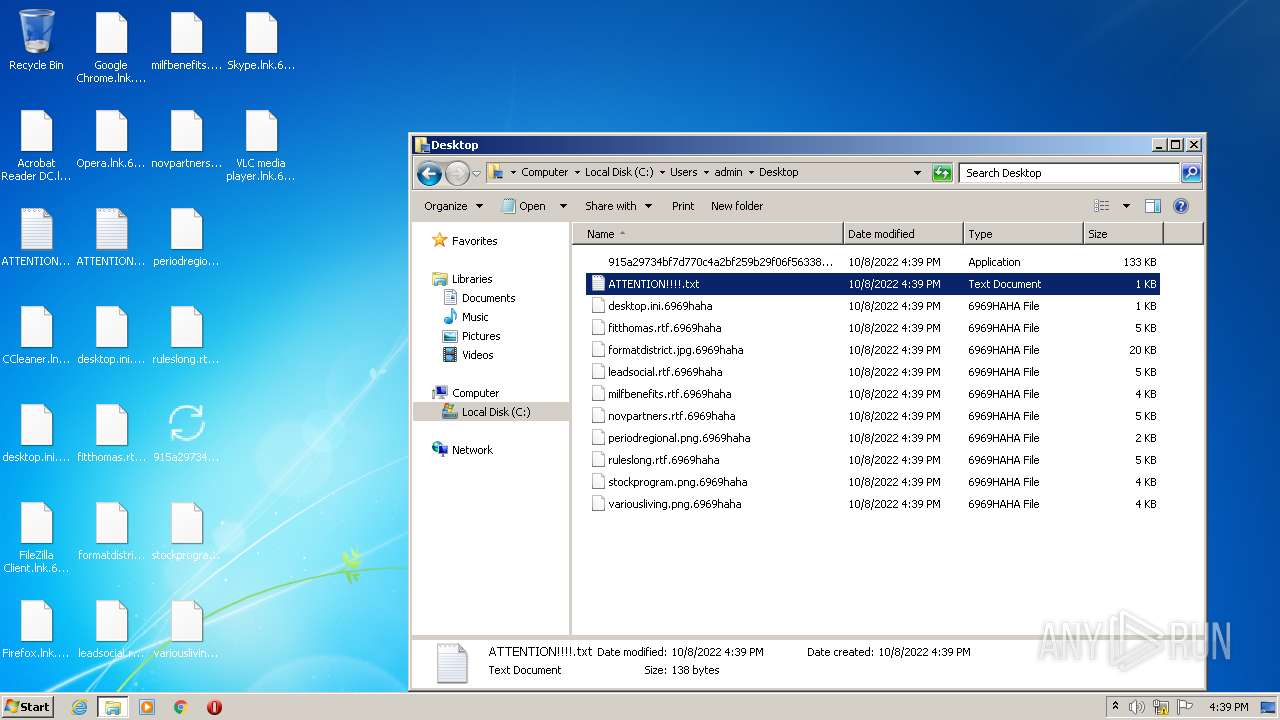 Recycle Bin
Google
Chrome.lnk....
milfbenefits....
Skype.lnk.6...
Acrobat
Reader DC.l...
Opera.lnk.6...
novpartners...
VLC media
player.lnk.6...
ATTENTION...
ATTENTION...
periodregio...
CCleaner.ln...
desktop.ini....
ruleslong.rt...
desktop.ini....
fitthomas.rt...
915a29734...
FileZilla
Client.lnk.6...
formatdistri...
stockprogra...
Firefox.lnk....
leadsocial.r...
variouslivin...
Desktop
Computer Local Disk (C:) Users admin Desktop
Search Desktop
Organize Open Share with Print New folder
Favorites
Libraries
Documents
Music
Pictures
Videos
Computer
Local Disk (C:)
Network
Name Date modified Type Size
915a29734bf7d770c4a2bf259b29f06f56338... 10/8/2022 4:39 PM Application 133 KB
ATTENTION!!!!.txt 10/8/2022 4:39 PM Text Document 1 KB
desktop.ini.6969haha 10/8/2022 4:39 PM 6969HAHA File 1 KB
fitthomas.rtf.6969haha 10/8/2022 4:39 PM 6969HAHA File 4 KB
formatdistrict.jpg.6969haha 10/8/2022 4:39 PM 6969HAHA File 20 KB
leadsocial.rtf.6969haha 10/8/2022 4:39 PM 6969HAHA File 5 KB
milfbenefits.rtf.6969haha 10/8/2022 4:39 PM 6969HAHA File 4 KB
novpartners.rtf.6969haha 10/8/2022 4:39 PM 6969HAHA File 5 KB
periodregional.png.6969haha 10/8/2022 4:39 PM 6969HAHA File 4 KB
ruleslong.rtf.6969haha 10/8/2022 4:39 PM 6969HAHA File 5 KB
stockprogram.png.6969haha 10/8/2022 4:39 PM 6969HAHA File 4 KB
variousliving.png.6969haha 10/8/2022 4:39 PM 6969HAHA File 4 KB
ATTENTION!!!!.txt Date modified: 10/8/2022 4:39 PM Date created: 10/8/2022 4:39 PM
Text Document Size: 138 bytes
ANY RUN
Start
4:39 PM